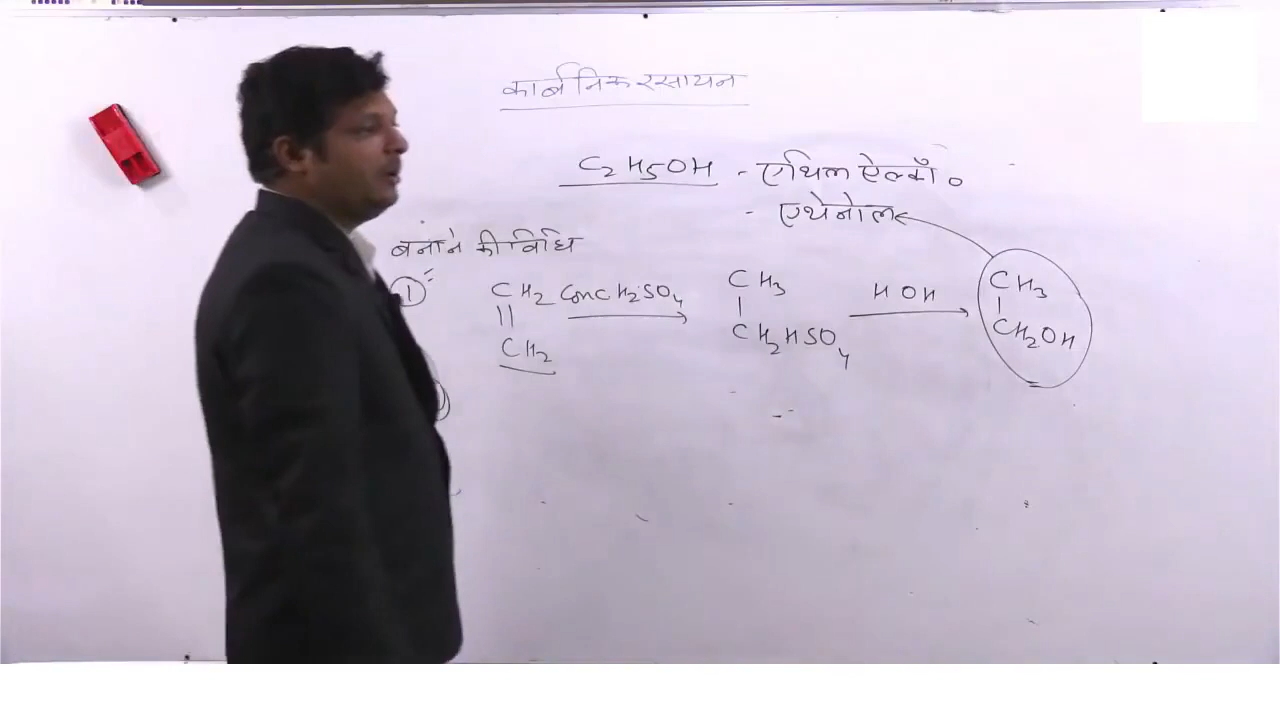 कार्बनिक रसायन
C2H5OH - एथिल ऐल्कॉ०
- एथेनोल
बनाने की विधि
①
CH2 Conc H2SO4 CH3 HOH CH3
||
CH2 CH2HSO4 CH2OH